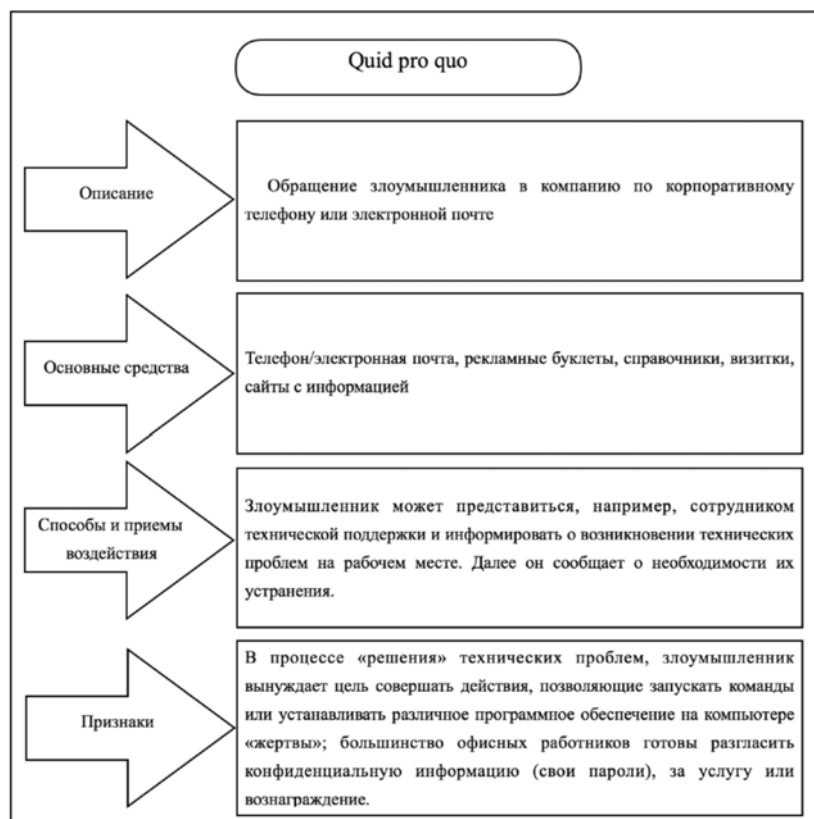 Quid pro quo
Описание
Обращение злоумышленника в компанию по корпоративному
телефону или электронной почте
Основные средства
Телефон/электронная почта, рекламные буклеты, справочники, визитки,
сайты с информацией
Способы и приемы
воздействия
Злоумышленник может представиться, например, сотрудником
технической поддержки и информировать о возникновении технических
проблем на рабочем месте. Далее он сообщает о необходимости их
устранения.
Признаки
В процессе «решения» технических проблем, злоумышленник
вынуждает цель совершать действия, позволяющие запускать команды
или устанавливать различное программное обеспечение на компьютере
«жертвы»; большинство офисных работников готовы разгласить
конфиденциальную информацию (свои пароли), за услугу или
вознаграждение.